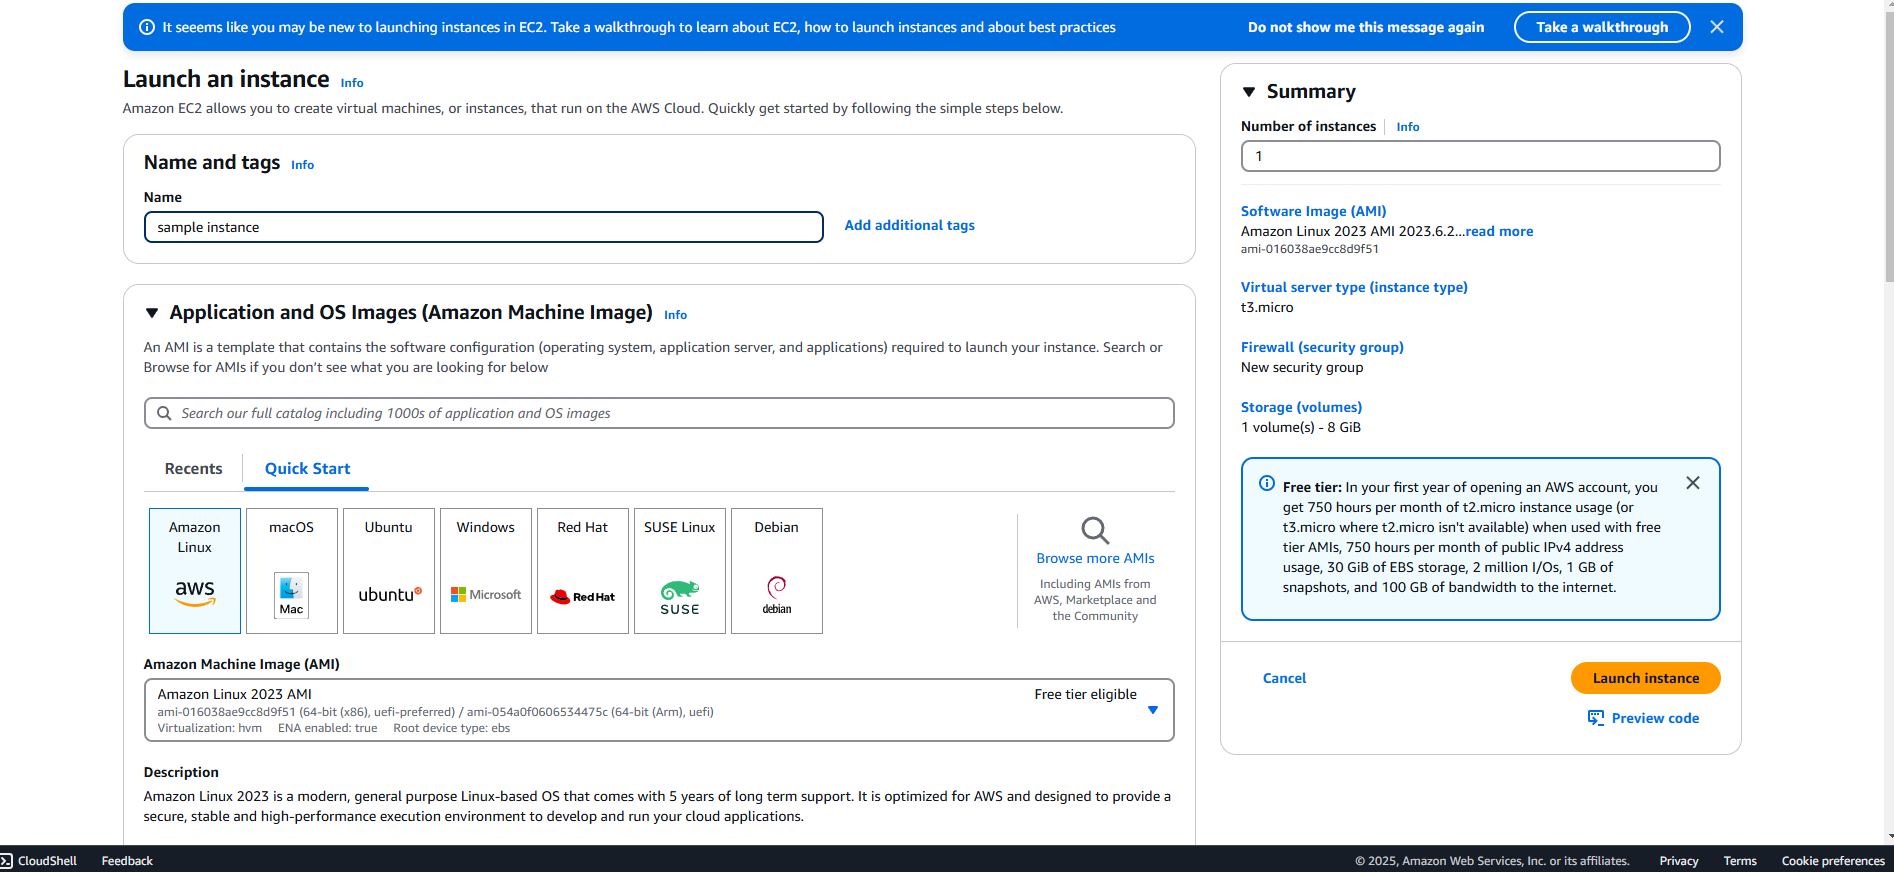 It seeems like you may be new to launching instances in EC2. Take a walkthrough to learn about EC2, how to launch instances and about best practices
Do not show me this message again
Take a walkthrough
Launch an instance Info
Amazon EC2 allows you to create virtual machines, or instances, that run on the AWS Cloud. Quickly get started by following the simple steps below.
Name and tags Info
Name
sample instance
Add additional tags
Application and OS Images (Amazon Machine Image) Info
An AMI is a template that contains the software configuration (operating system, application server, and applications) required to launch your instance. Search or
Browse for AMIs if you don't see what you are looking for below
Search our full catalog including 1000s of application and OS images
Recents
Quick Start
Amazon
Linux
aws
macOS
Mac
Ubuntu
ubuntu
Windows
Microsoft
Red Hat
RedHat
SUSE Linux
SUSE
Debian
debian
Browse more AMIs
Including AMIs from
AWS, Marketplace and
the Community
Amazon Machine Image (AMI)
Amazon Linux 2023 AMI
Free tier eligible
ami-016038ae9cc8d9f51 (64-bit (x86), uefi-preferred) / ami-054a0f0606534475c (64-bit (Arm), uefi)
Virtualization: hvm ENA enabled: true Root device type: ebs
Description
Amazon Linux 2023 is a modern, general purpose Linux-based OS that comes with 5 years of long term support. It is optimized for AWS and designed to provide a
secure, stable and high-performance execution environment to develop and run your cloud applications.
Summary
Number of instances Info
1
Software Image (AMI)
Amazon Linux 2023 AMI 2023.6.2...read more
ami-016038ae9cc8d9f51
Virtual server type (instance type)
t3.micro
Firewall (security group)
New security group
Storage (volumes)
1 volume(s) - 8 GiB
Free tier: In your first year of opening an AWS account, you
get 750 hours per month of t2.micro instance usage (or
t3.micro where t2.micro isn't available) when used with free
tier AMIs, 750 hours per month of public IPv4 address
usage, 30 GiB of EBS storage, 2 million I/Os, 1 GB of
snapshots, and 100 GB of bandwidth to the internet.
Cancel
Launch instance
Preview code
CloudShell
Feedback
© 2025, Amazon Web Services, Inc. or its affiliates.
Privacy
Terms
Cookie preferences